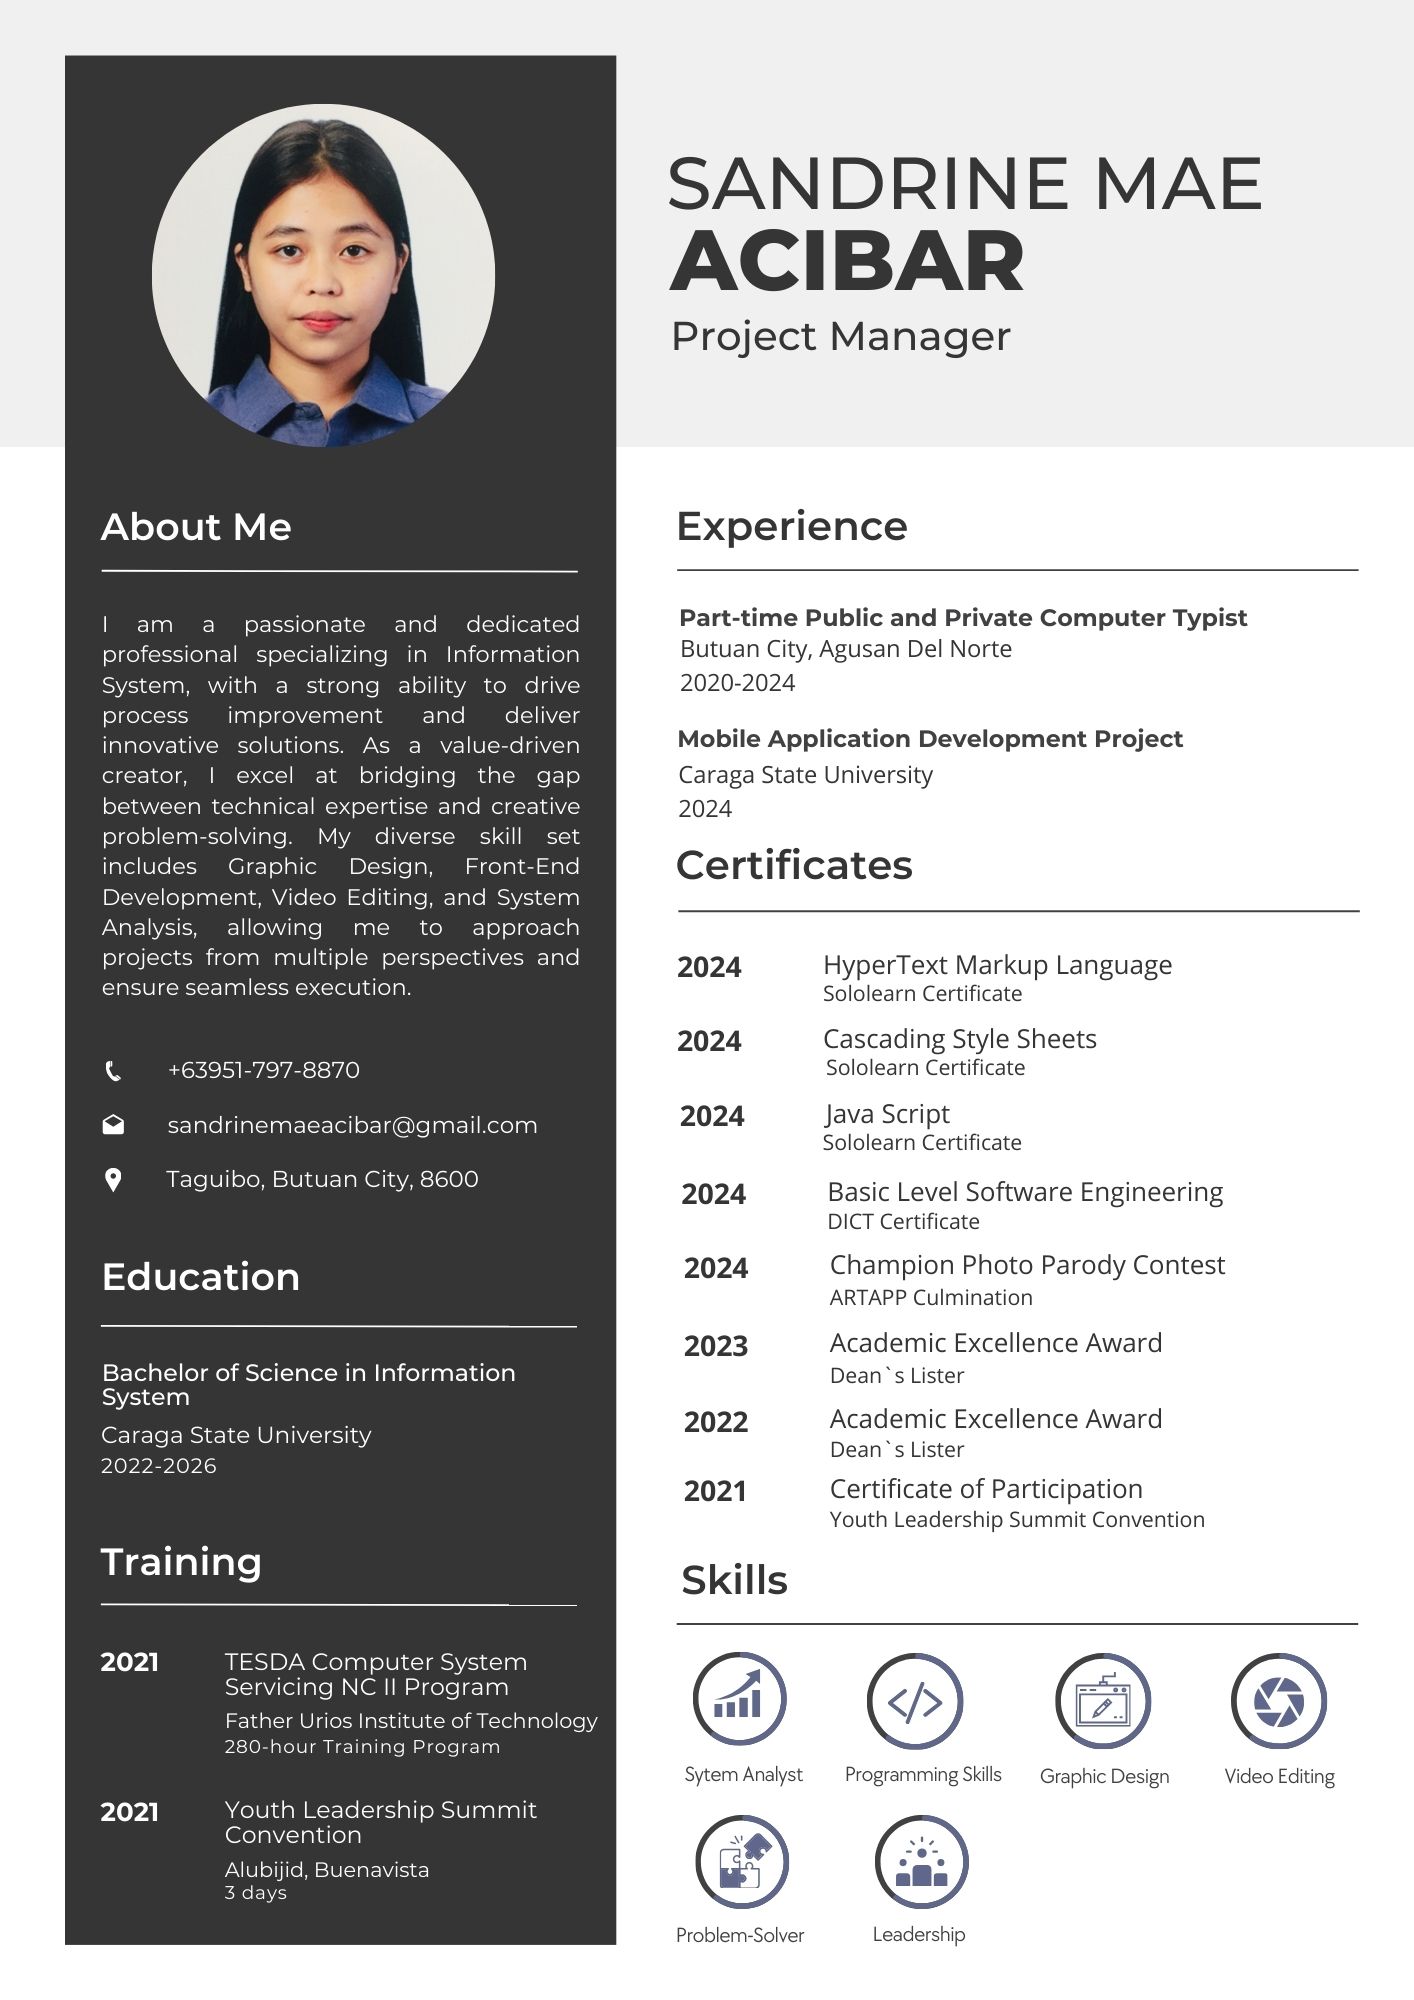 SANDRINE MAE
ACIBAR
Project Manager
About Me
I am a passionate and dedicated
professional specializing in Information
System, with a strong ability to drive
process improvement and deliver
innovative solutions. As a value-driven
creator, I excel at bridging the gap
between technical expertise and creative
problem-solving. My diverse skill set
includes Graphic Design, Front-End
Development, Video Editing, and System
Analysis, allowing me to approach
projects from multiple perspectives and
ensure seamless execution.
+63951-797-8870
sandrinemaeacibar@gmail.com
Taguibo, Butuan City, 8600
Education
Bachelor of Science in Information
System
Caraga State University
2022-2026
Training
2021 TESDA Computer System
Servicing NC II Program
Father Urios Institute of Technology
280-hour Training Program
2021 Youth Leadership Summit
Convention
Alubijid, Buenavista
3 days
Experience
Part-time Public and Private Computer Typist
Butuan City, Agusan Del Norte
2020-2024
Mobile Application Development Project
Caraga State University
2024
Certificates
2024 HyperText Markup Language
Sololearn Certificate
2024 Cascading Style Sheets
Sololearn Certificate
2024 Java Script
Sololearn Certificate
2024 Basic Level Software Engineering
DICT Certificate
2024 Champion Photo Parody Contest
ARTAPP Culmination
2023 Academic Excellence Award
Dean`s Lister
2022 Academic Excellence Award
Dean`s Lister
2021 Certificate of Participation
Youth Leadership Summit Convention
Skills
Sytem Analyst Programming Skills Graphic Design Video Editing
Problem-Solver Leadership